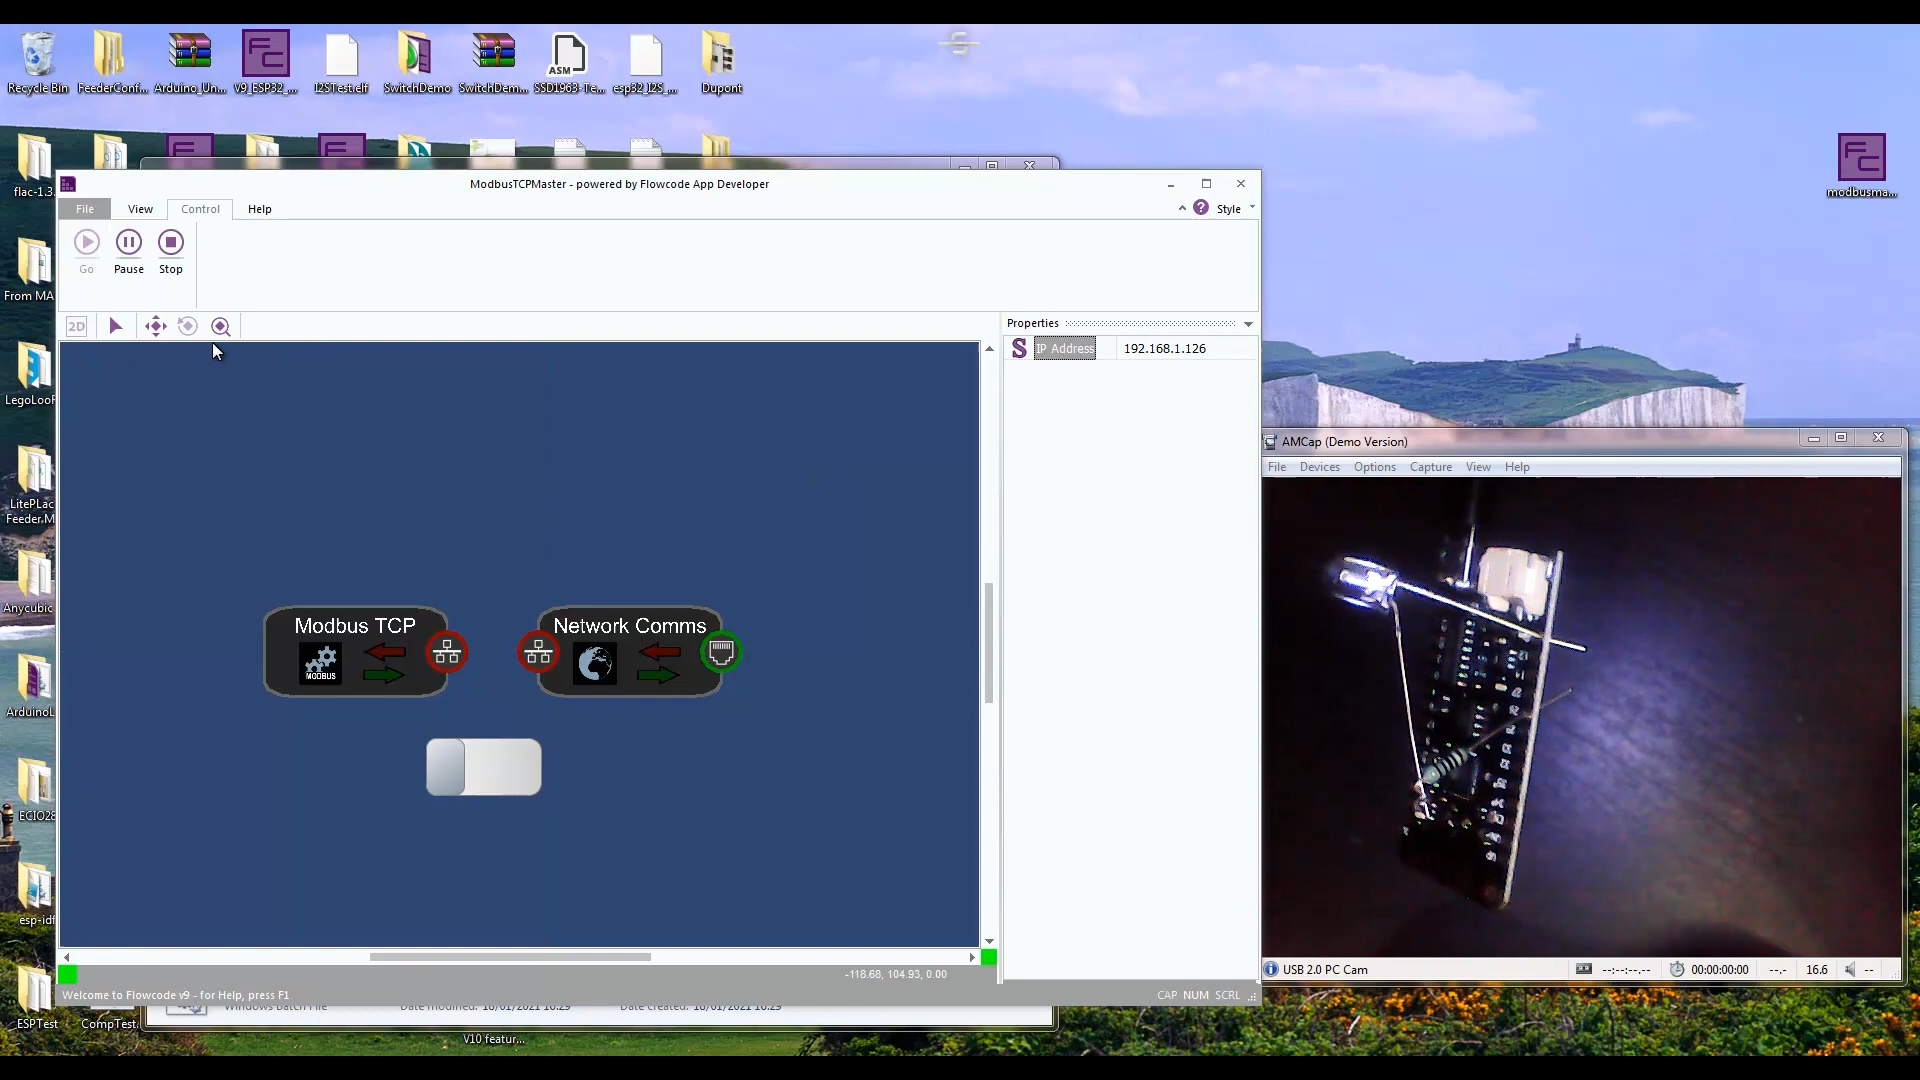 Recycle Bin
FeederConf...
Arduino_Un...
V9_ESP32_...
I2STest.elf
SwitchDemo
SwitchDem...
ASM
SSD1963-Te...
esp32_I2S_...
Dupont
flac-1.3.
From MA
LegoLooF
LitePLac
Feeder.M
Anycubic
ArduinoL
ECIO28
esp-idf
ESPTest
CompTest.
V10 featur...
modbusma...
ModbusTCPMaster - powered by Flowcode App Developer
File View Control Help
Style
Go Pause Stop
2D
Properties
IP Address 192.168.1.126
Modbus TCP
MODBUS
Network Comms
-118.68, 104.93, 0.00
Welcome to Flowcode v9 - for Help, press F1
CAP NUM SCRL
Windows Batch File Date modified: 18/01/2021 16:29 Date created: 18/01/2021 16:29
AMCap (Demo Version)
File Devices Options Capture View Help
USB 2.0 PC Cam --:--:--.-- 00:00:00:00 --.- 16.6 --